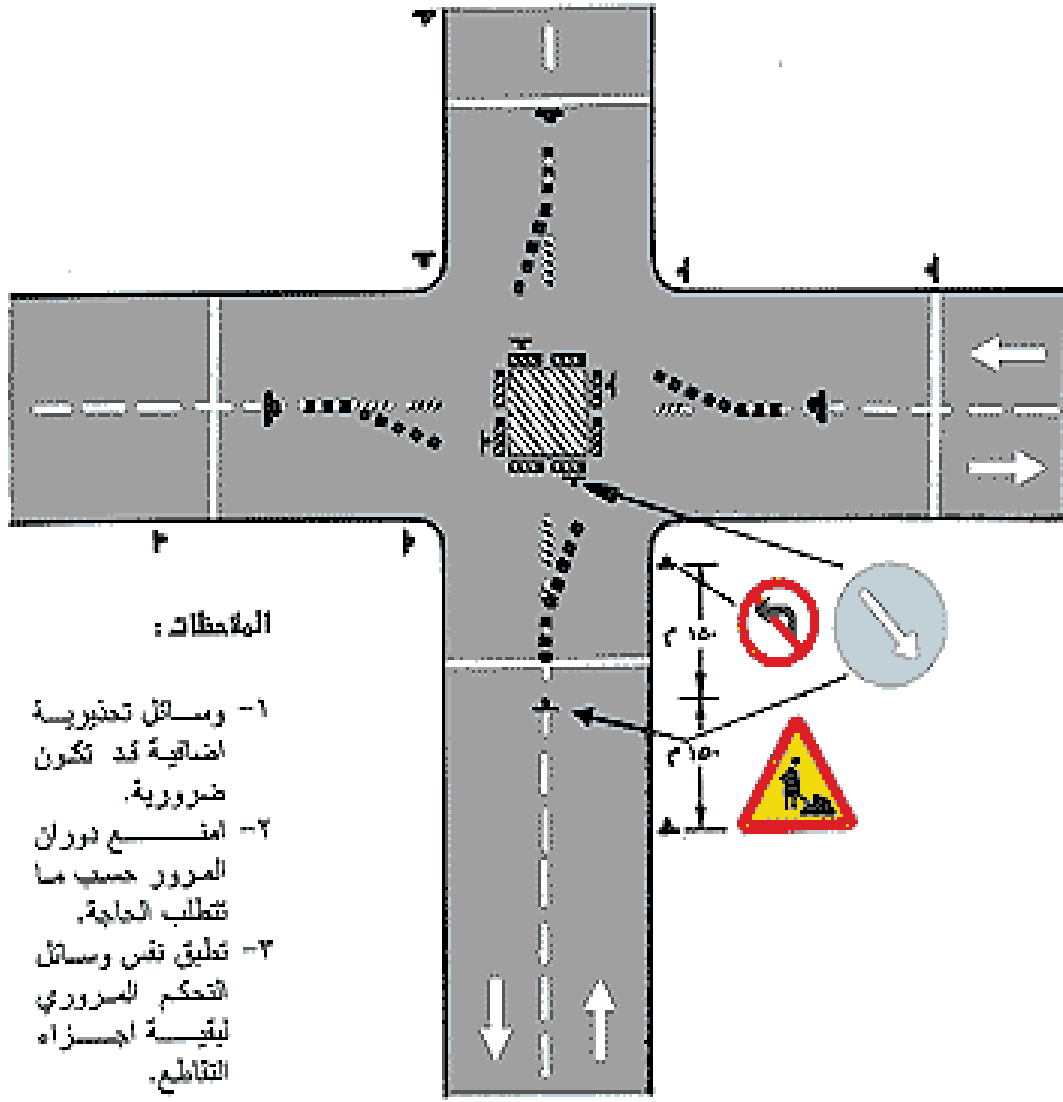 الملاحظات:
١- وسائل تحذيرية
اضافية قد تكون
ضرورية.
٢- امنع دوران
المرور حسب ما
تتطلب الحاجة.
٣- تطبق نفس وسائل
التحكم المروري
لبقية اجزاء
التقاطع.
١٥٠ م
١٥٠ م